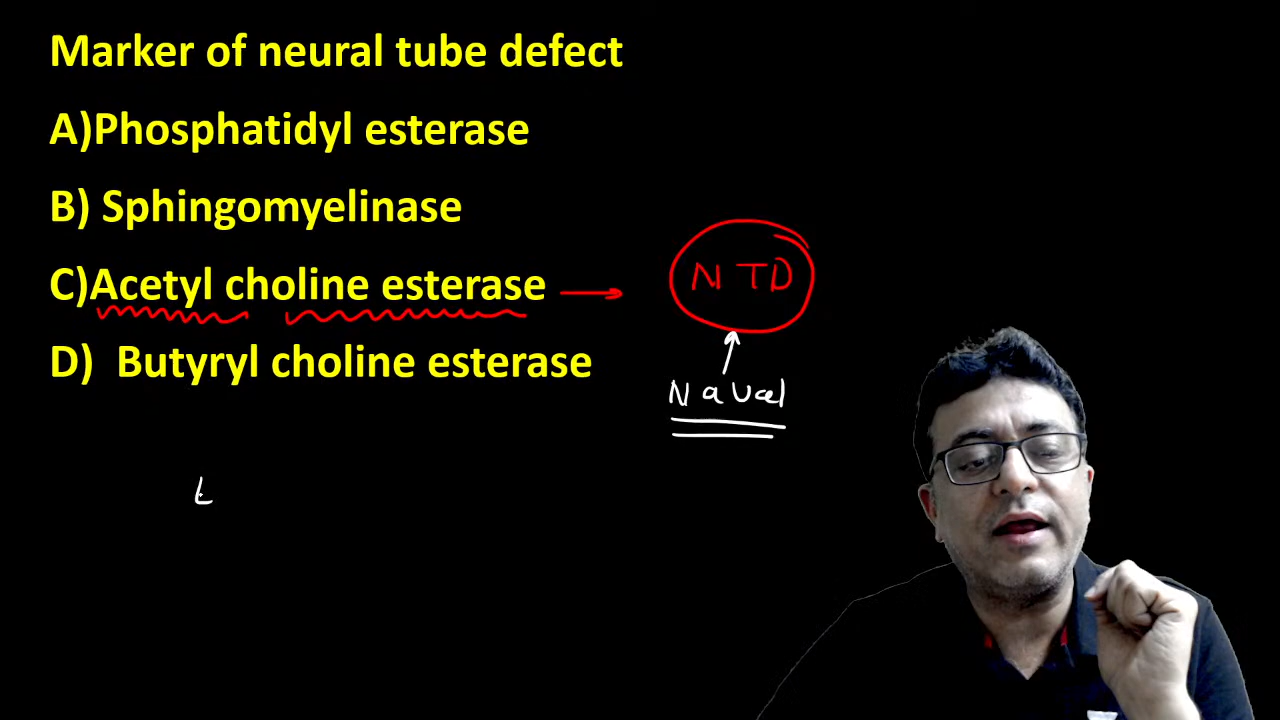 Marker of neural tube defect
A)Phosphatidyl esterase
B) Sphingomyelinase
C)Acetyl choline esterase
NTD
D) Butyryl choline esterase
Naval
L